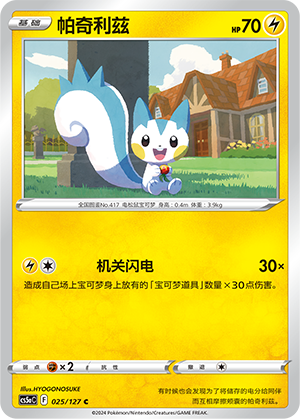 基础 帕奇利兹 HP 70
全国图鉴No.417 电松鼠宝可梦 身高：0.4m 体重：3.9kg
机关闪电 30×
造成自己场上宝可梦身上放有的「宝可梦道具」数量×30点伤害。
弱点 ×2 抵抗力 撤退
Illus.HYOGONOSUKE
CS5aC F 025/127 C
有时候也会发现为了将储存的电分给同伴
而互相摩擦颊囊的帕奇利兹。
©2024 Pokémon/Nintendo/Creatures/GAME FREAK.